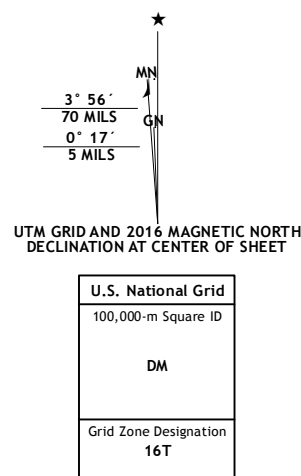 ★
MN
3° 56´
70 MILS
GN
0° 17´
5 MILS
UTM GRID AND 2016 MAGNETIC NORTH
DECLINATION AT CENTER OF SHEET
U.S. National Grid
100,000-m Square ID
DM
Grid Zone Designation
16T